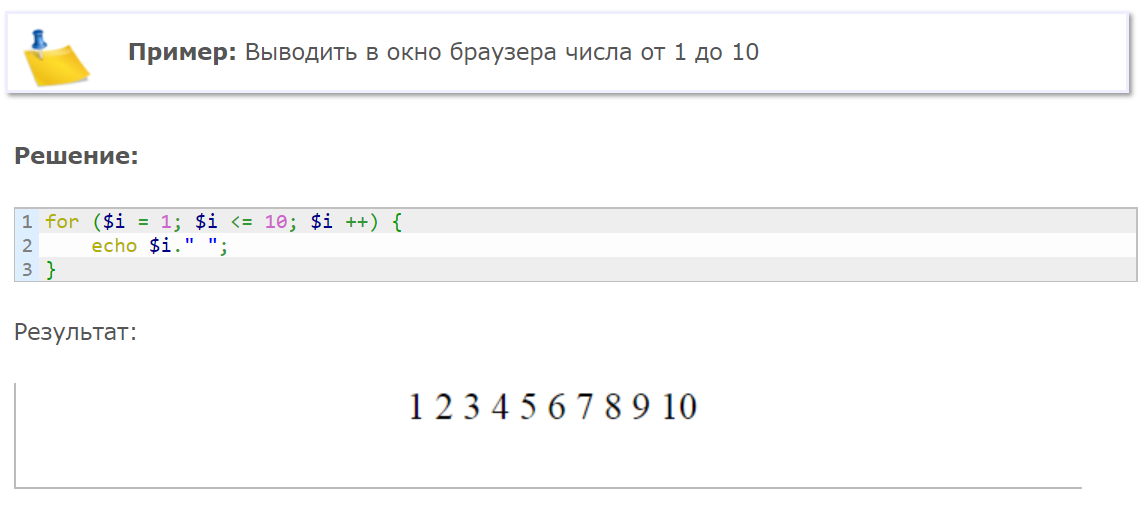 Пример: Выводить в окно браузера числа от 1 до 10
Решение:
1 for ($i = 1; $i <= 10; $i ++) {
2     echo $i." ";
3 }
Результат:
1 2 3 4 5 6 7 8 9 10